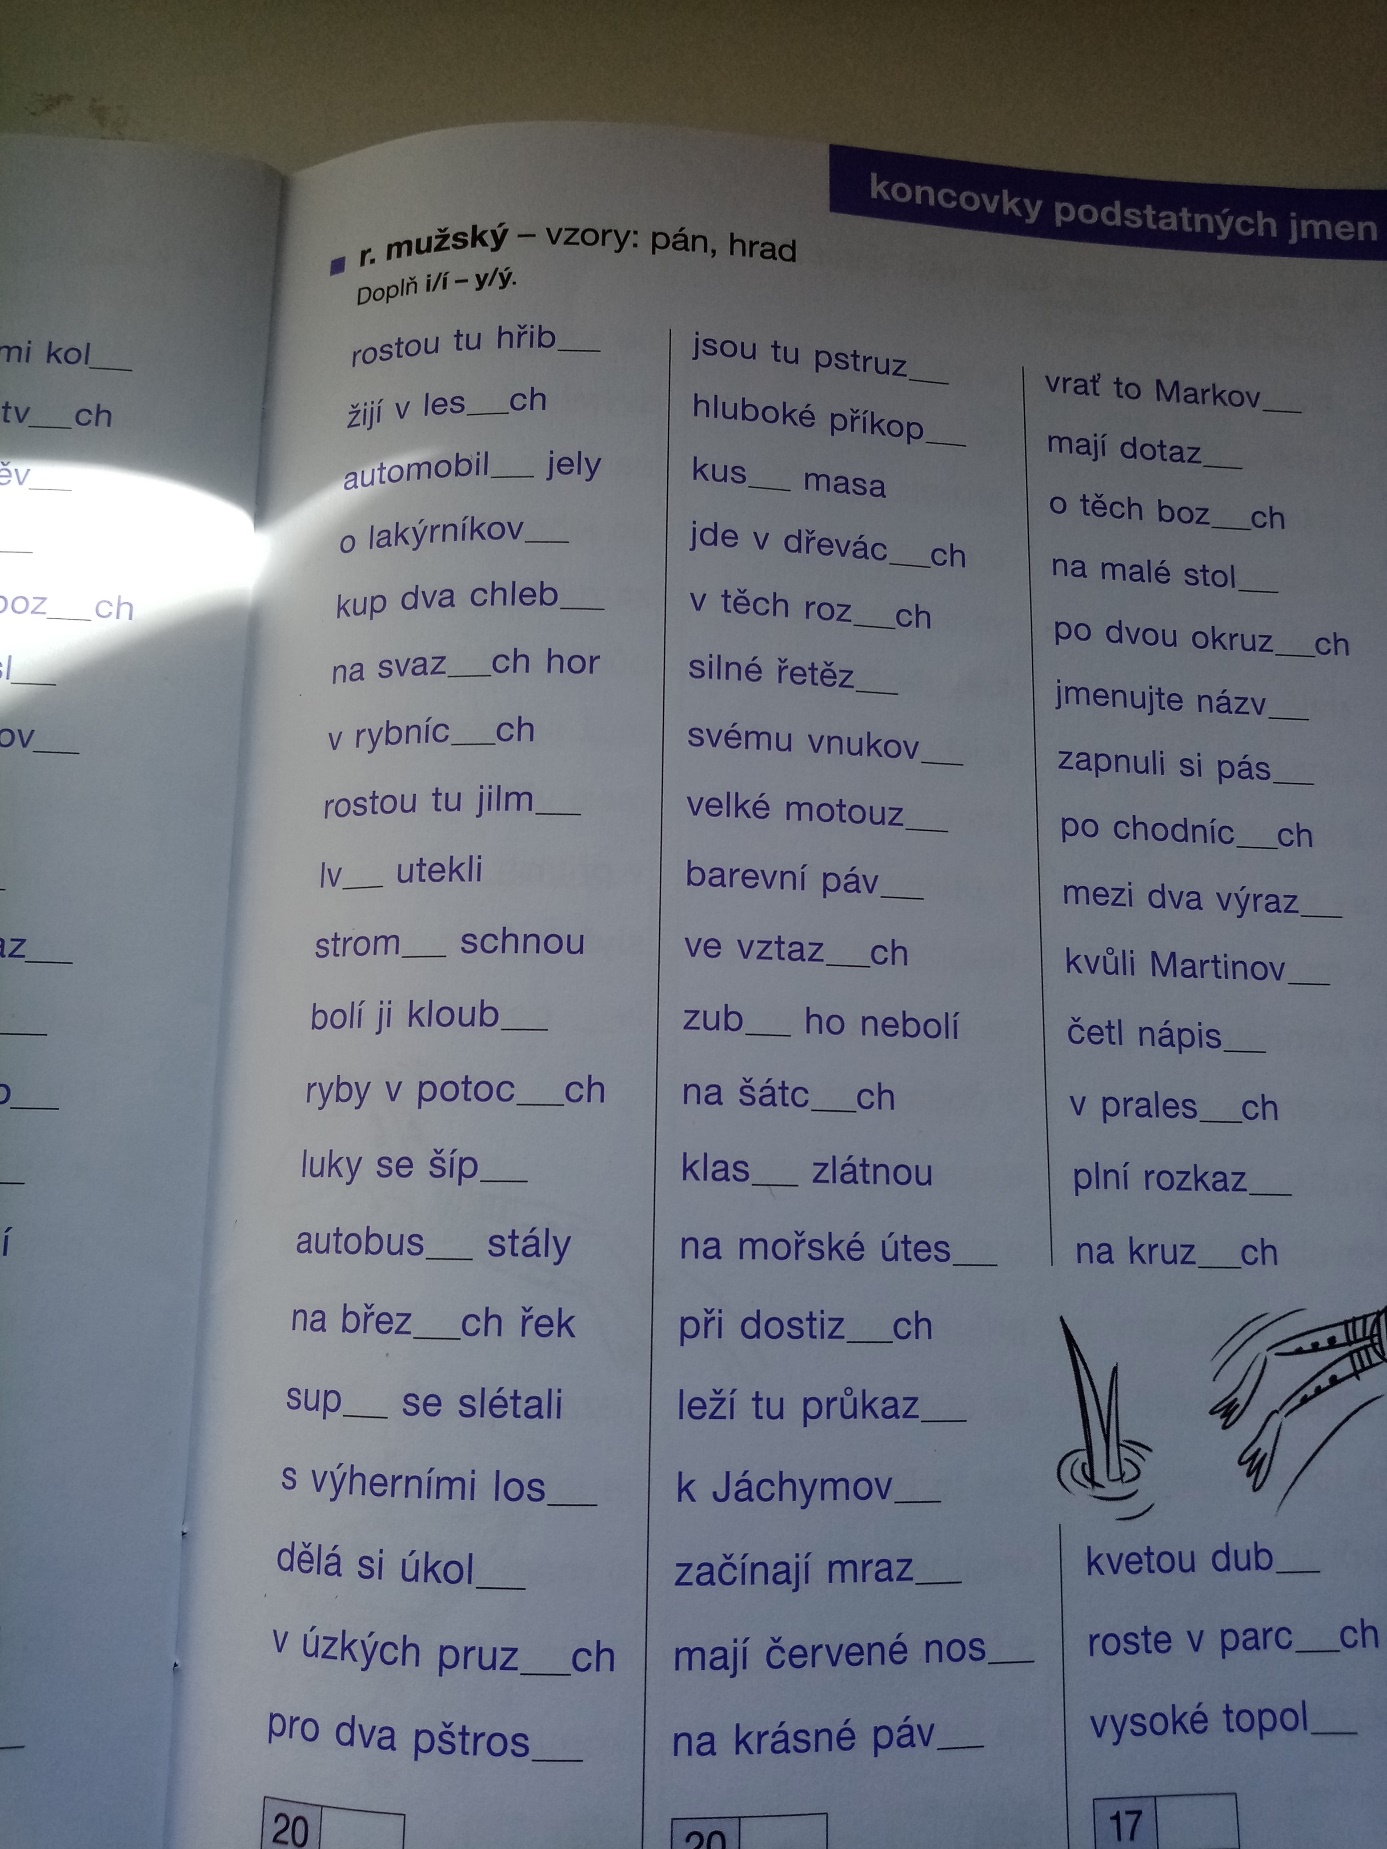 koncovky podstatných jmen
r. mužský – vzory: pán, hrad
Doplň i/í – y/ý.
rostou tu hřib___
žijí v les___ch
automobil___ jely
o lakýrníkov___
kup dva chleb___
na svaz___ch hor
v rybníc___ch
rostou tu jilm___
lv___ utekli
strom___ schnou
bolí ji kloub___
ryby v potoc___ch
luky se šíp___
autobus___ stály
na břez___ch řek
sup___ se slétali
s výherními los___
dělá si úkol___
v úzkých pruz___ch
pro dva pštros___
20
jsou tu pstruz___
hluboké příkop___
kus___ masa
jde v dřevác___ch
v těch roz___ch
silné řetěz___
svému vnukov___
velké motouz___
barevní páv___
ve vztaz___ch
zub___ ho nebolí
na šátc___ch
klas___ zlátnou
na mořské útes___
při dostiz___ch
leží tu průkaz___
k Jáchymov___
začínají mraz___
mají červené nos___
na krásné páv___
20
vrať to Markov___
mají dotaz___
o těch boz___ch
na malé stol___
po dvou okruz___ch
jmenujte názv___
zapnuli si pás___
po chodníc___ch
mezi dva výraz___
kvůli Martinov___
četl nápis___
v prales___ch
plní rozkaz___
na kruz___ch
kvetou dub___
roste v parc___ch
vysoké topol___
17